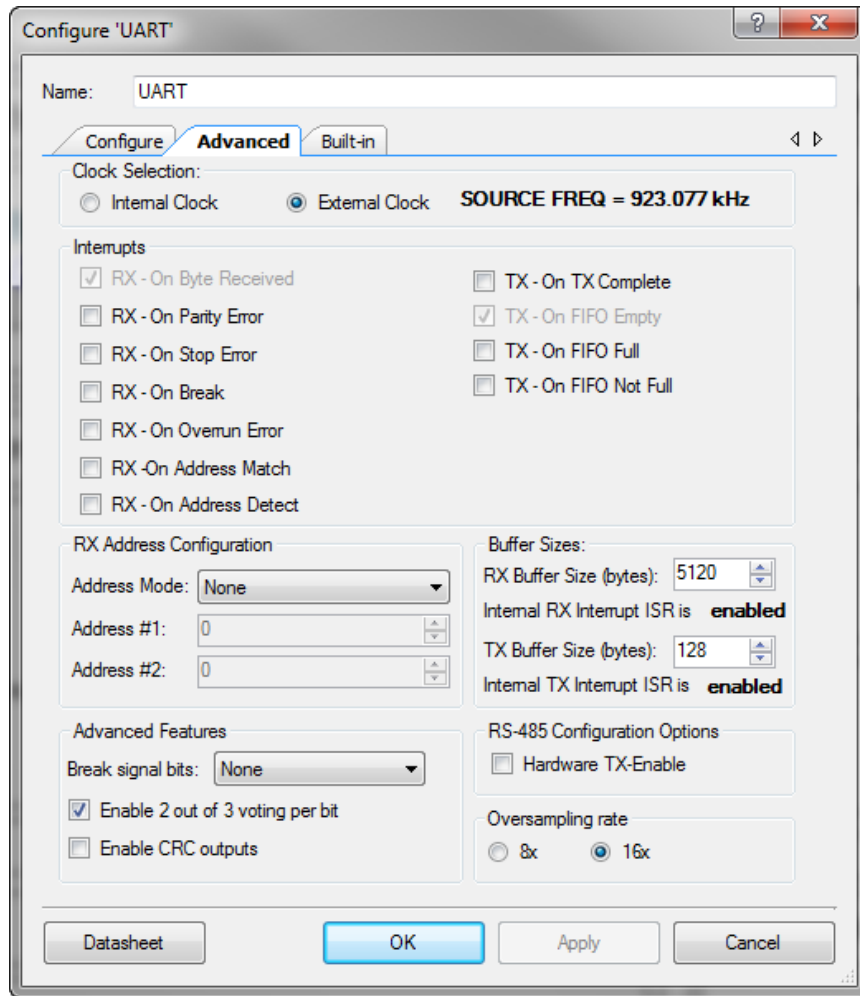 Configure 'UART'
Name: UART
Configure Advanced Built-in
Clock Selection:
Internal Clock External Clock SOURCE FREQ = 923.077 kHz
Interrupts
RX - On Byte Received
RX - On Parity Error
RX - On Stop Error
RX - On Break
RX - On Overrun Error
RX -On Address Match
RX - On Address Detect
TX - On TX Complete
TX - On FIFO Empty
TX - On FIFO Full
TX - On FIFO Not Full
RX Address Configuration
Address Mode: None
Address #1: 0
Address #2: 0
Buffer Sizes:
RX Buffer Size (bytes): 5120
Internal RX Interrupt ISR is enabled
TX Buffer Size (bytes): 128
Internal TX Interrupt ISR is enabled
Advanced Features
Break signal bits: None
Enable 2 out of 3 voting per bit
Enable CRC outputs
RS-485 Configuration Options
Hardware TX-Enable
Oversampling rate
8x 16x
Datasheet OK Apply Cancel